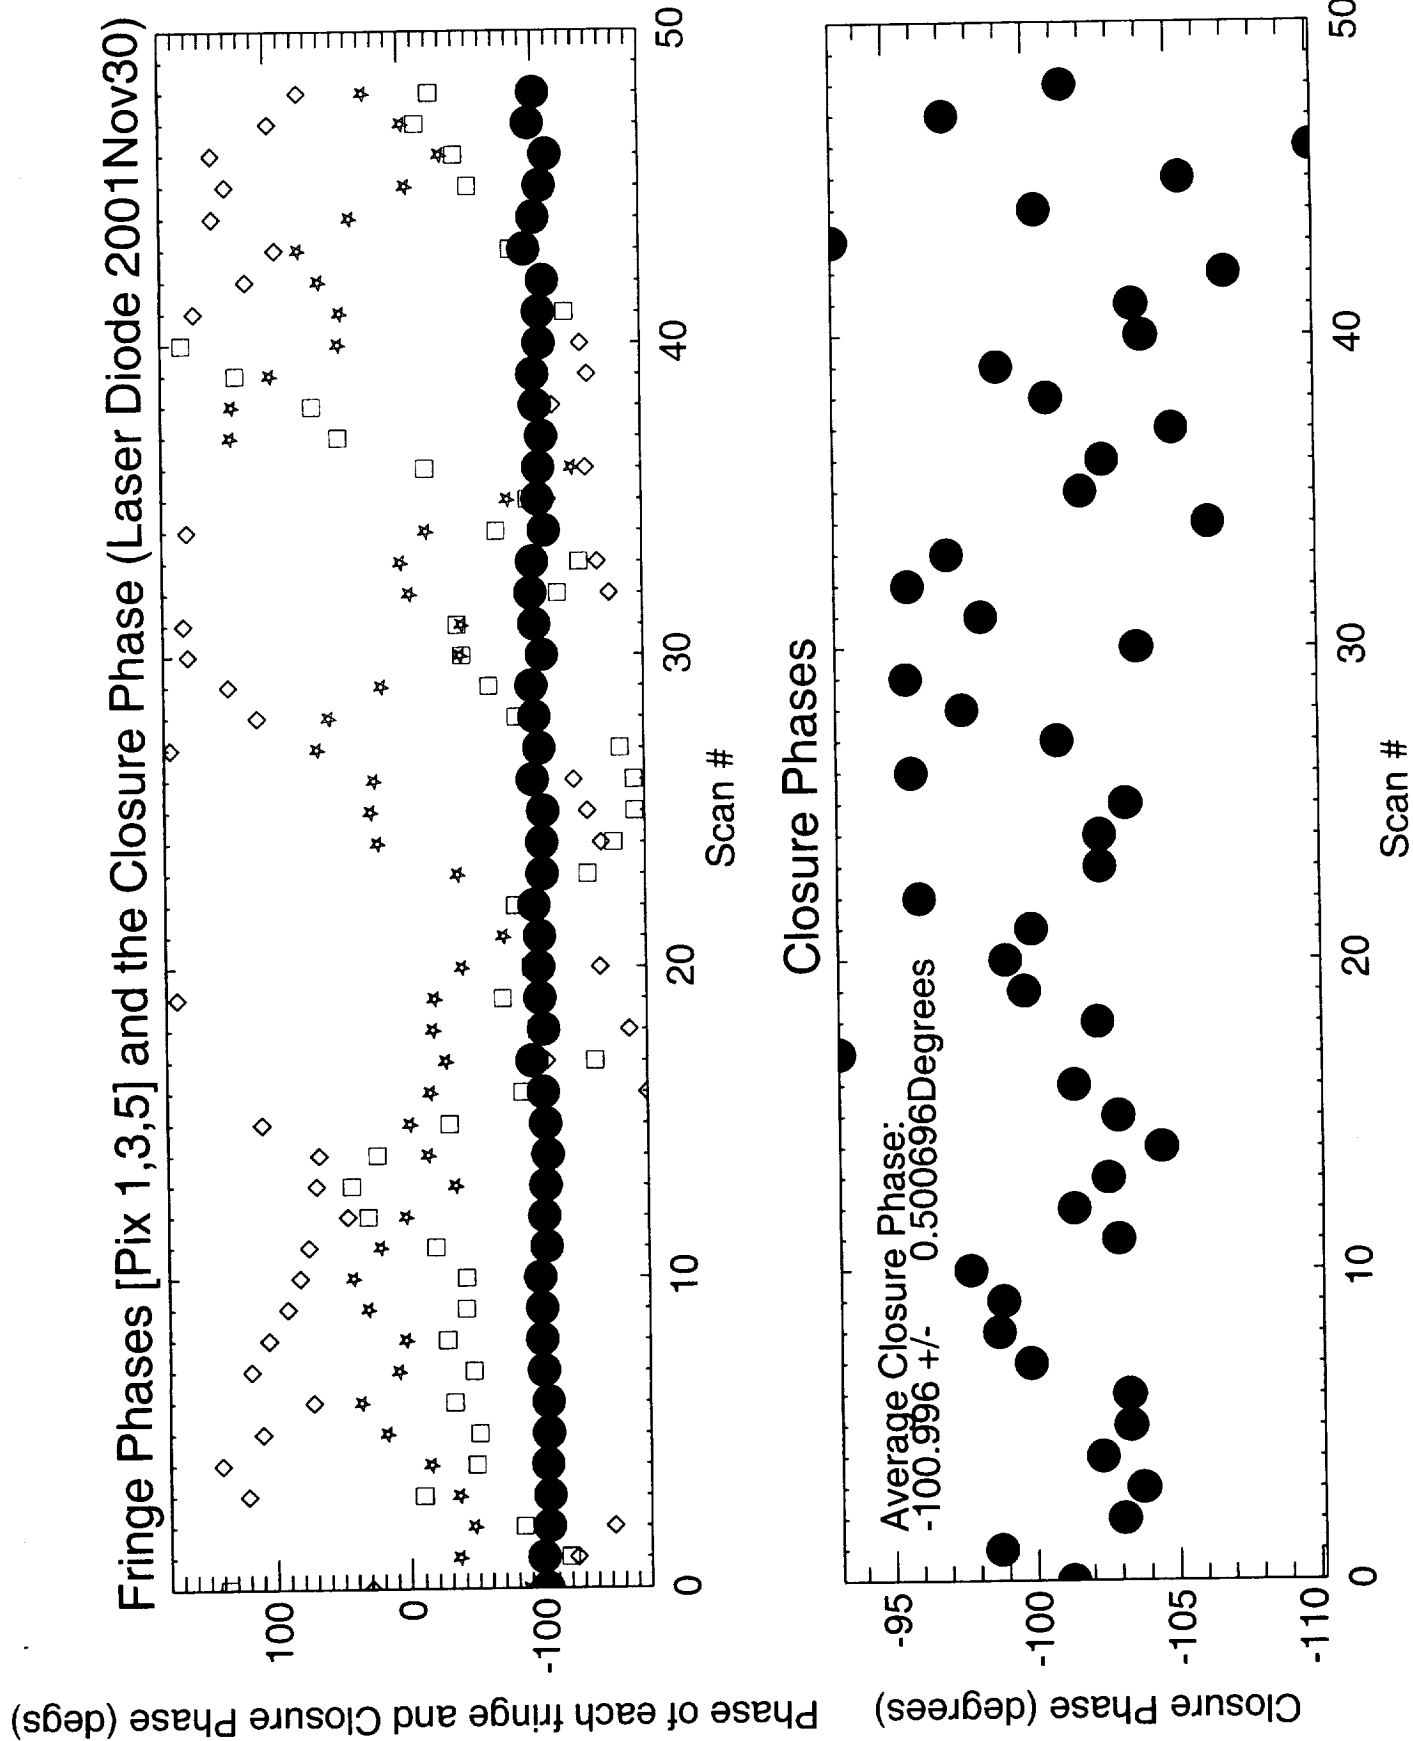 Fringe Phases [Pix 1,3,5] and the Closure Phase (Laser Diode 2001Nov30)
Phase of each fringe and Closure Phase (degs)
100
0
-100
0
10
20
30
40
50
Scan #
Closure Phases
Average Closure Phase:
-100.996 +/- 0.500696Degrees
Closure Phase (degrees)
-95
-100
-105
-110
0
10
20
30
40
50
Scan #